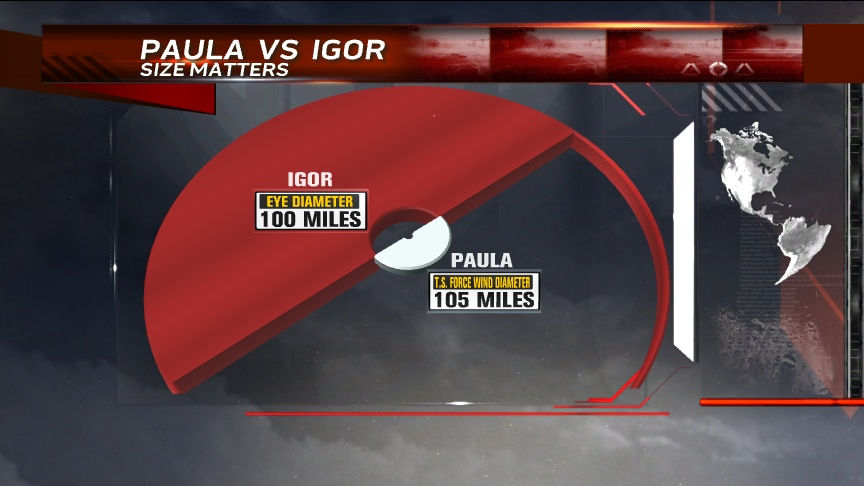 PAULA VS IGOR
SIZE MATTERS
IGOR
EYE DIAMETER
100 MILES
PAULA
T.S. FORCE WIND DIAMETER
105 MILES